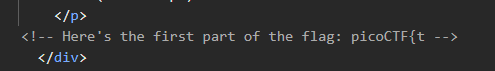 </p>
<!-- Here's the first part of the flag: picoCTF{t -->
</div>